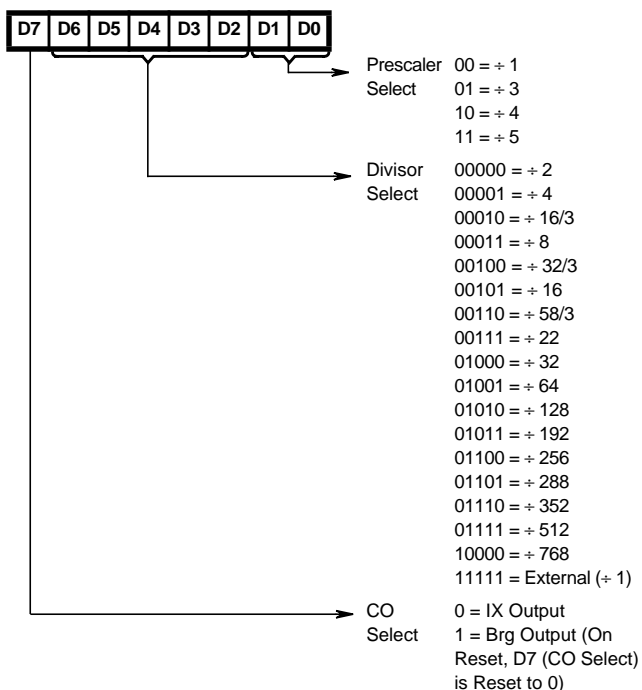 D7 D6 D5 D4 D3 D2 D1 D0
Prescaler 00 = ÷ 1
Select 01 = ÷ 3
10 = ÷ 4
11 = ÷ 5
Divisor 00000 = ÷ 2
Select 00001 = ÷ 4
00010 = ÷ 16/3
00011 = ÷ 8
00100 = ÷ 32/3
00101 = ÷ 16
00110 = ÷ 58/3
00111 = ÷ 22
01000 = ÷ 32
01001 = ÷ 64
01010 = ÷ 128
01011 = ÷ 192
01100 = ÷ 256
01101 = ÷ 288
01110 = ÷ 352
01111 = ÷ 512
10000 = ÷ 768
11111 = External (÷ 1)
CO 0 = IX Output
Select 1 = Brg Output (On
Reset, D7 (CO Select)
is Reset to 0)